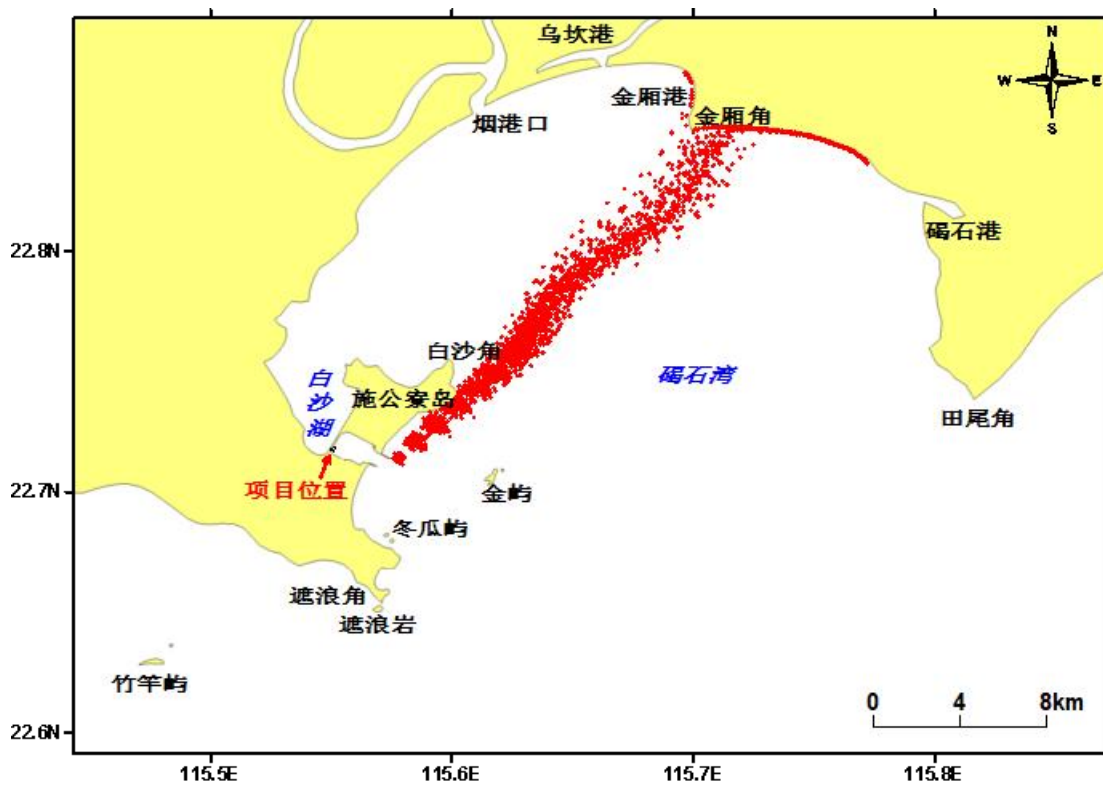 乌坎港
N
W
E
S
金厢港
金厢角
烟港口
22.8N
碣石港
白沙角
白沙湖
碣石湾
施公寮岛
田尾角
22.7N
项目位置
金屿
冬瓜屿
遮浪角
遮浪岩
竹竿屿
0 4 8km
22.6N
115.5E 115.6E 115.7E 115.8E